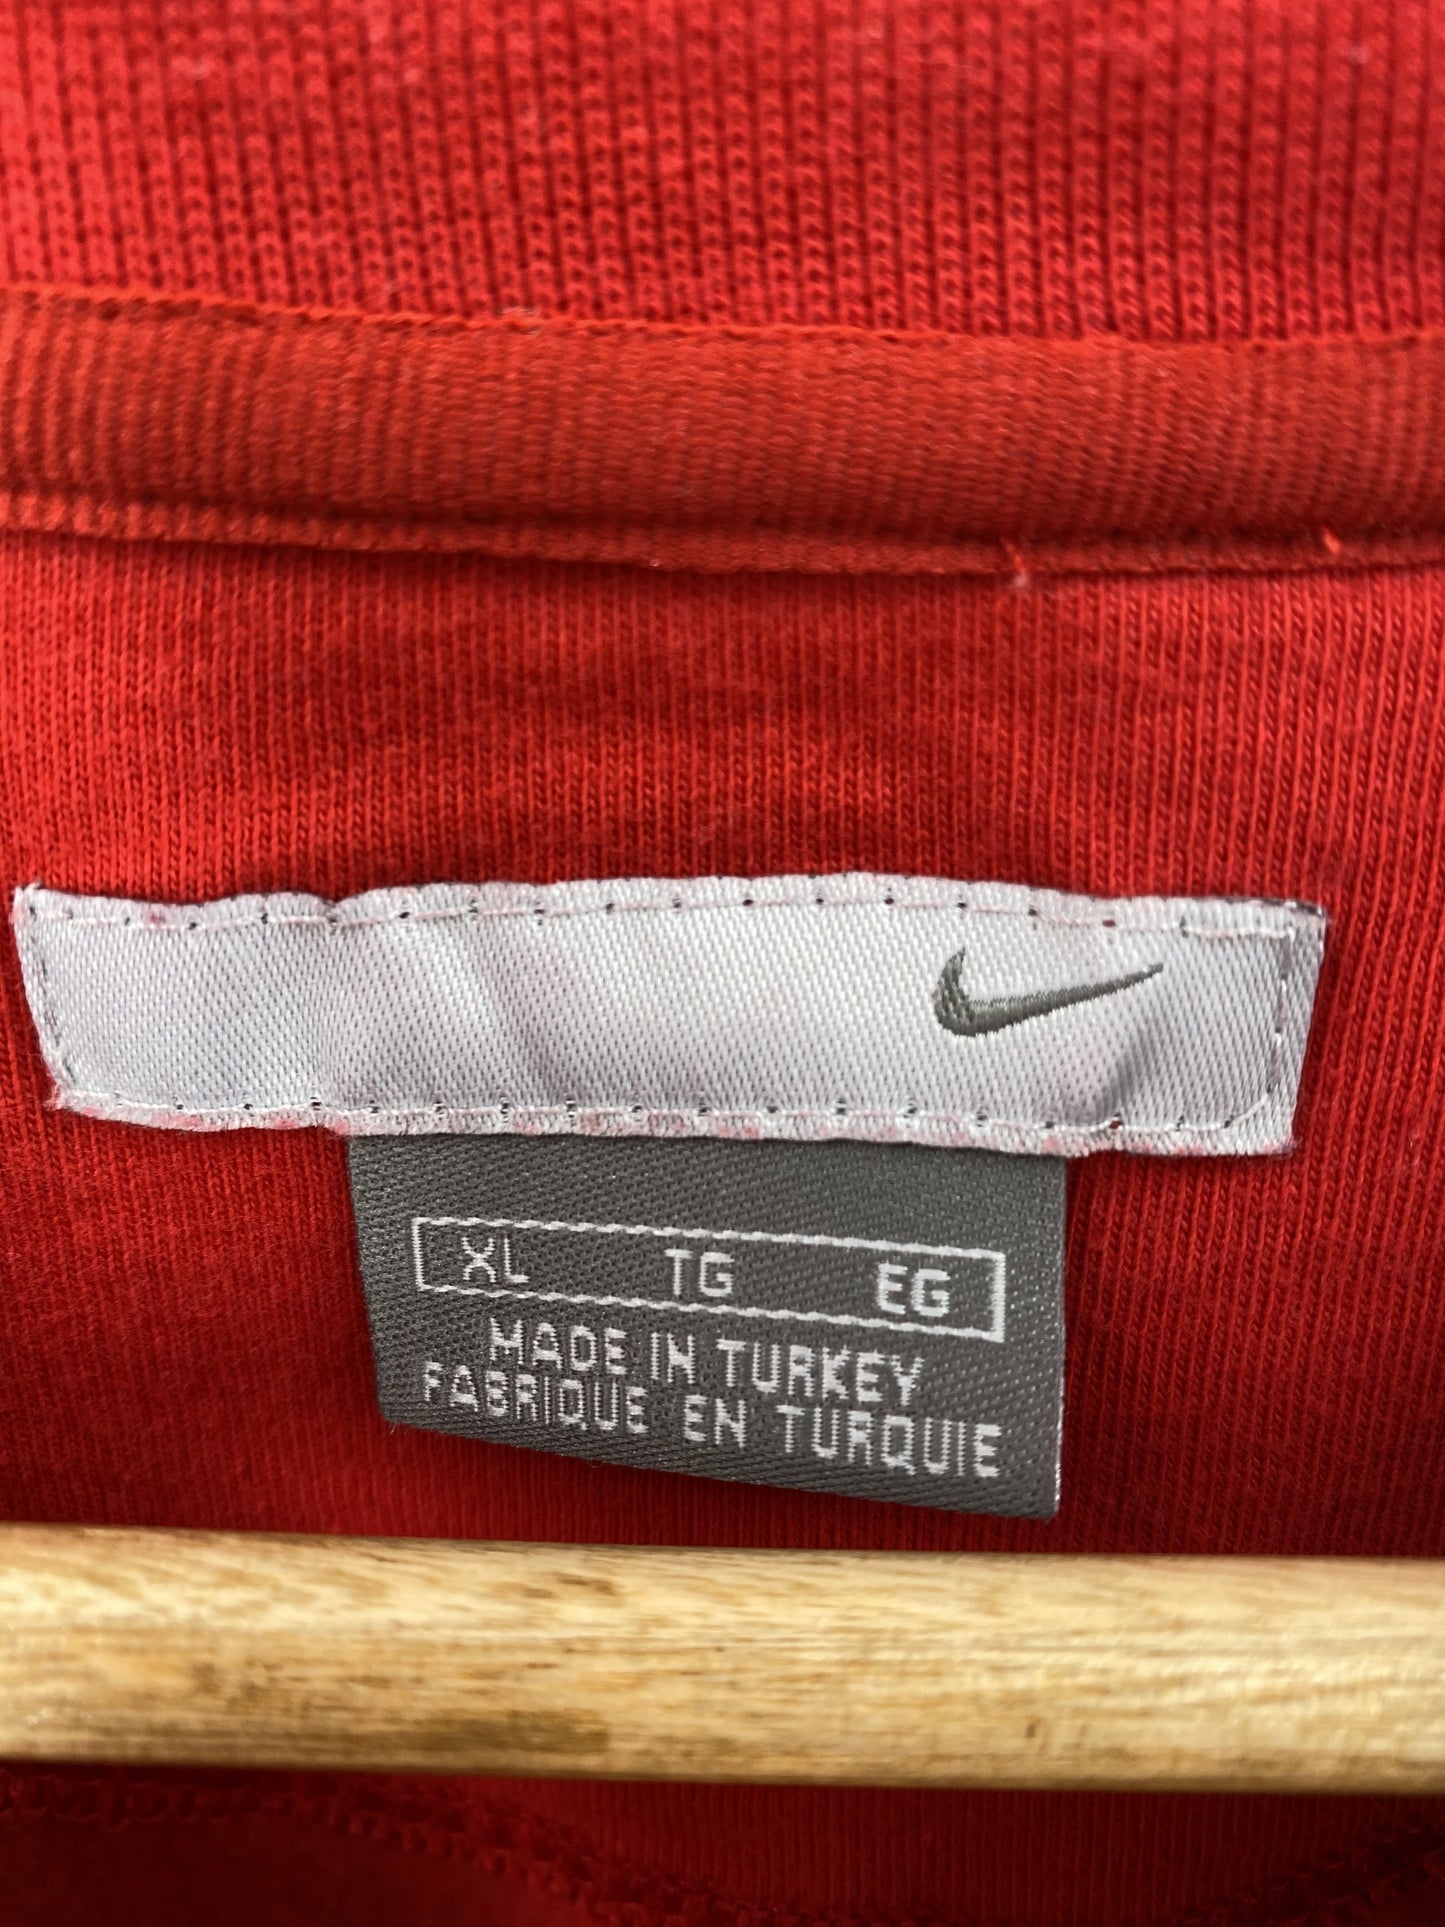 XL TG EG
MADE IN TURKEY
FABRIQUE EN TURQUIE